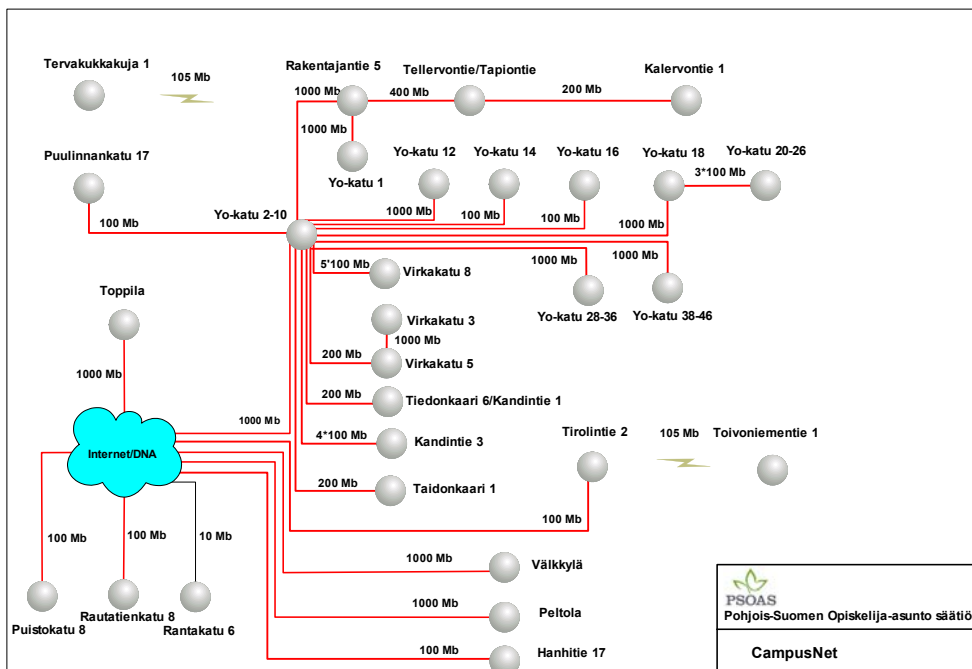 Tervakukkakuja 1
105 Mb
Rakentajantie 5
Tellervontie/Tapiontie
Kalervontie 1
1000 Mb
400 Mb
200 Mb
1000 Mb
Puulinnankatu 17
Yo-katu 1
Yo-katu 12
Yo-katu 14
Yo-katu 16
Yo-katu 18
Yo-katu 20-26
3*100 Mb
100 Mb
Yo-katu 2-10
1000 Mb
100 Mb
100 Mb
1000 Mb
5'100 Mb
Virkakatu 8
1000 Mb
1000 Mb
Yo-katu 28-36
Yo-katu 38-46
Toppila
Virkakatu 3
1000 Mb
200 Mb
Virkakatu 5
1000 Mb
200 Mb
Tiedonkaari 6/Kandintie 1
1000 Mb
4*100 Mb
Kandintie 3
Internet/DNA
Tirolintie 2
105 Mb
Toivoniementie 1
200 Mb
Taidonkaari 1
100 Mb
100 Mb
100 Mb
10 Mb
1000 Mb
Välkkylä
Puistokatu 8
Rautatienkatu 8
Rantakatu 6
1000 Mb
Peltola
100 Mb
Hanhitie 17
PSOAS
Pohjois-Suomen Opiskelija-asunto säätiö
CampusNet